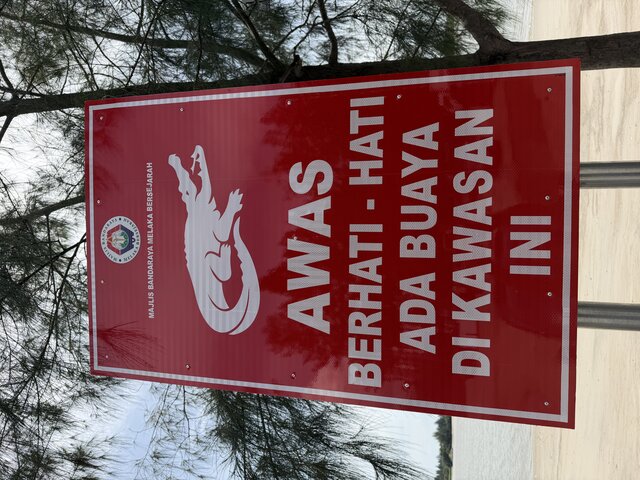 MAJLIS BANDARAYA MELAKA BERSEJARAH
AWAS
BERHATI - HATI
ADA BUAYA
DI KAWASAN
INI